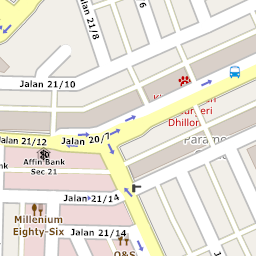 Jalan 21/8
Jalan 21/10
Dhillon
Jalan 21/12
Jalan 20/7
Affin Bank
Sec 21
Jalan 21/14
Millenium
Eighty-Six
Jalan 21/14
O&S